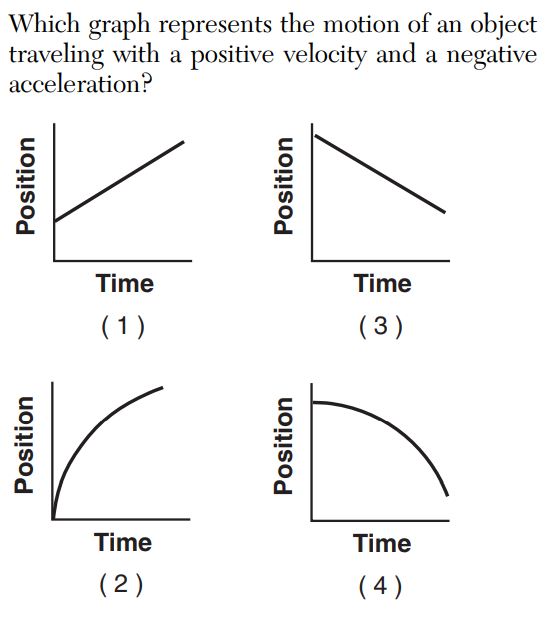 Which graph represents the motion of an object
traveling with a positive velocity and a negative
acceleration?
Position
Time
( 1 )
Position
Time
( 3 )
Position
Time
( 2 )
Position
Time
( 4 )